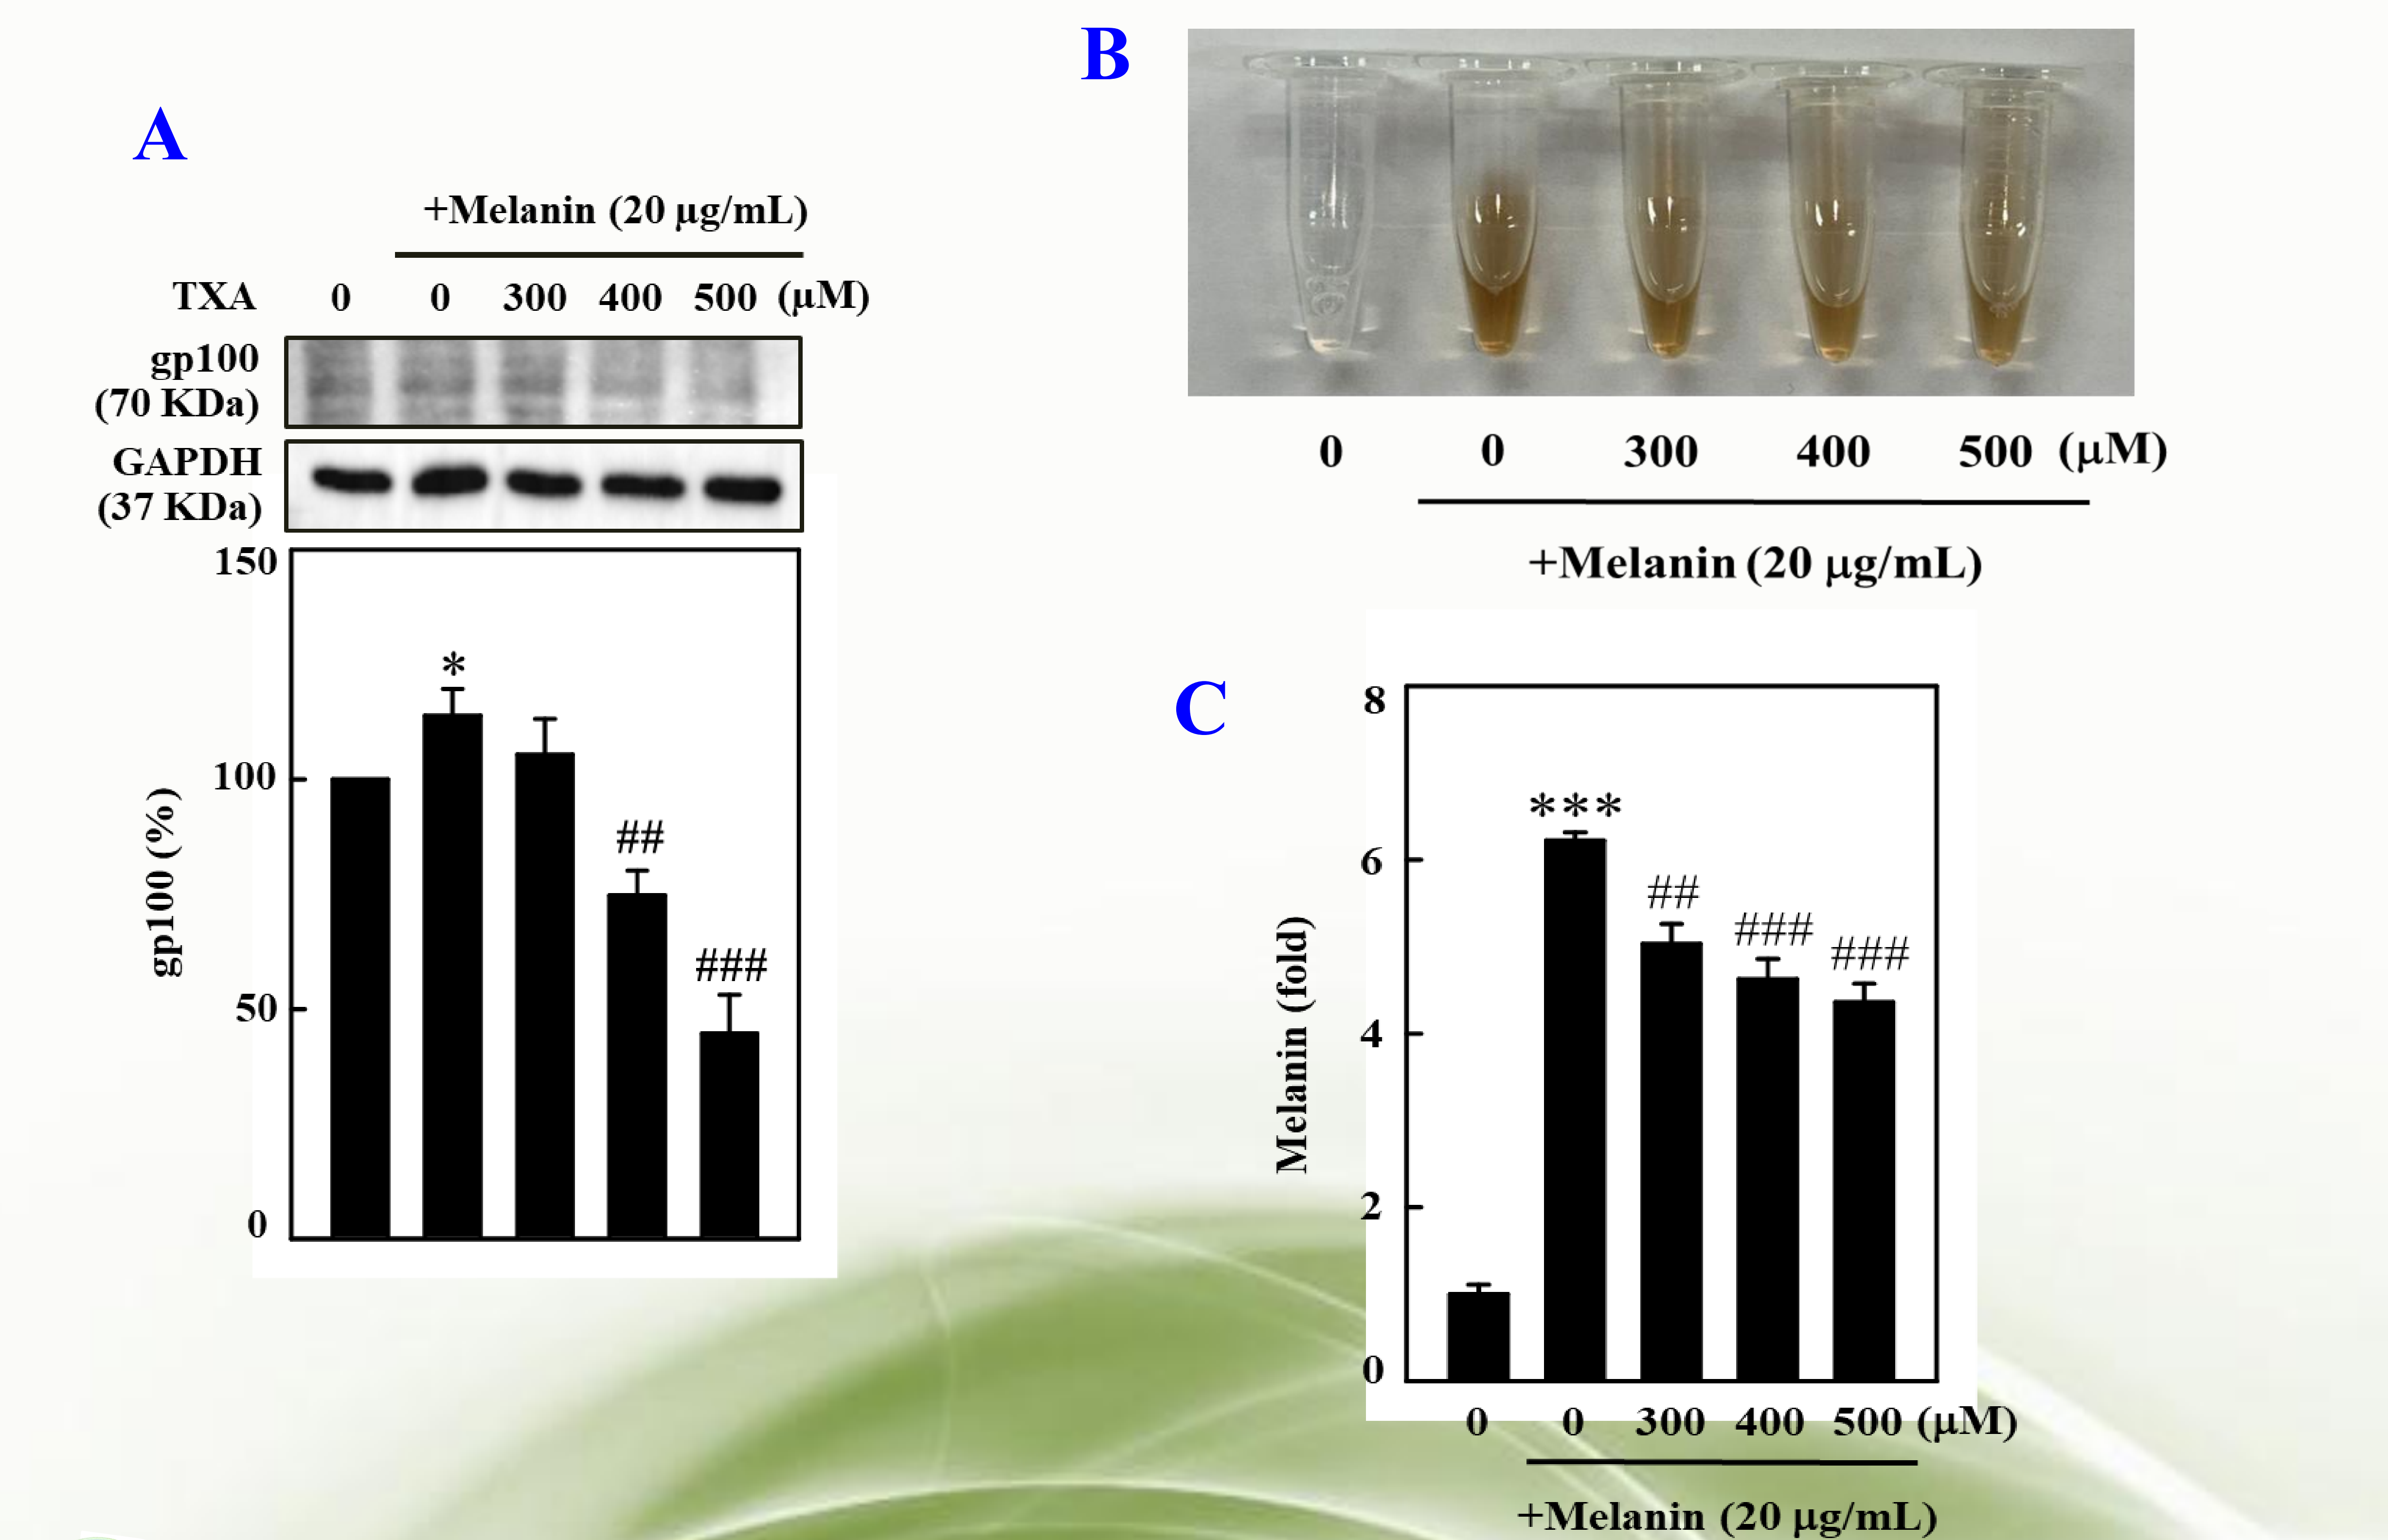 A
+Melanin (20 μg/mL)
TXA 0 0 300 400 500 (μM)
gp100
(70 KDa)
GAPDH
(37 KDa)
150
100
50
0
gp100 (%)
*
##
###
B
0 0 300 400 500 (μM)
+Melanin (20 μg/mL)
C
8
6
4
2
0
Melanin (fold)
***
##
###
###
0 0 300 400 500 (μM)
+Melanin (20 μg/mL)